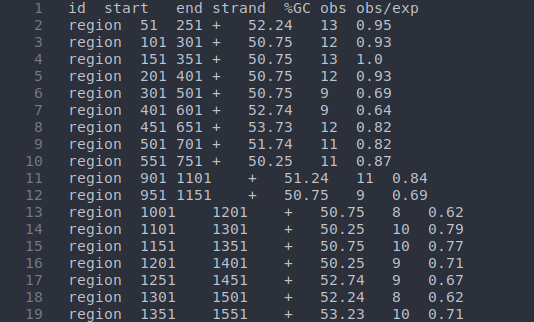 1 id start end strand %GC obs obs/exp
2 region 51 251 + 52.24 13 0.95
3 region 101 301 + 50.75 12 0.93
4 region 151 351 + 50.75 13 1.0
5 region 201 401 + 50.75 12 0.93
6 region 301 501 + 50.75 9 0.69
7 region 401 601 + 52.74 9 0.64
8 region 451 651 + 53.73 12 0.82
9 region 501 701 + 51.74 11 0.82
10 region 551 751 + 50.25 11 0.87
11 region 901 1101 + 51.24 11 0.84
12 region 951 1151 + 50.75 9 0.69
13 region 1001 1201 + 50.75 8 0.62
14 region 1101 1301 + 50.25 10 0.79
15 region 1151 1351 + 50.75 10 0.77
16 region 1201 1401 + 50.25 9 0.71
17 region 1251 1451 + 52.74 9 0.67
18 region 1301 1501 + 52.24 8 0.62
19 region 1351 1551 + 53.23 10 0.71